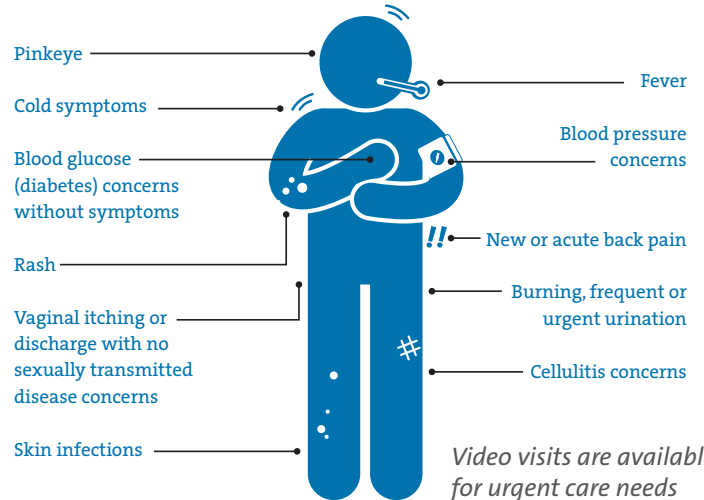 Pinkeye
Cold symptoms
Blood glucose
(diabetes) concerns
without symptoms
Rash
Vaginal itching or
discharge with no
sexually transmitted
disease concerns
Skin infections
Fever
Blood pressure
concerns
!!
New or acute back pain
Burning, frequent or
urgent urination
Cellulitis concerns
Video visits are availabl
for urgent care needs